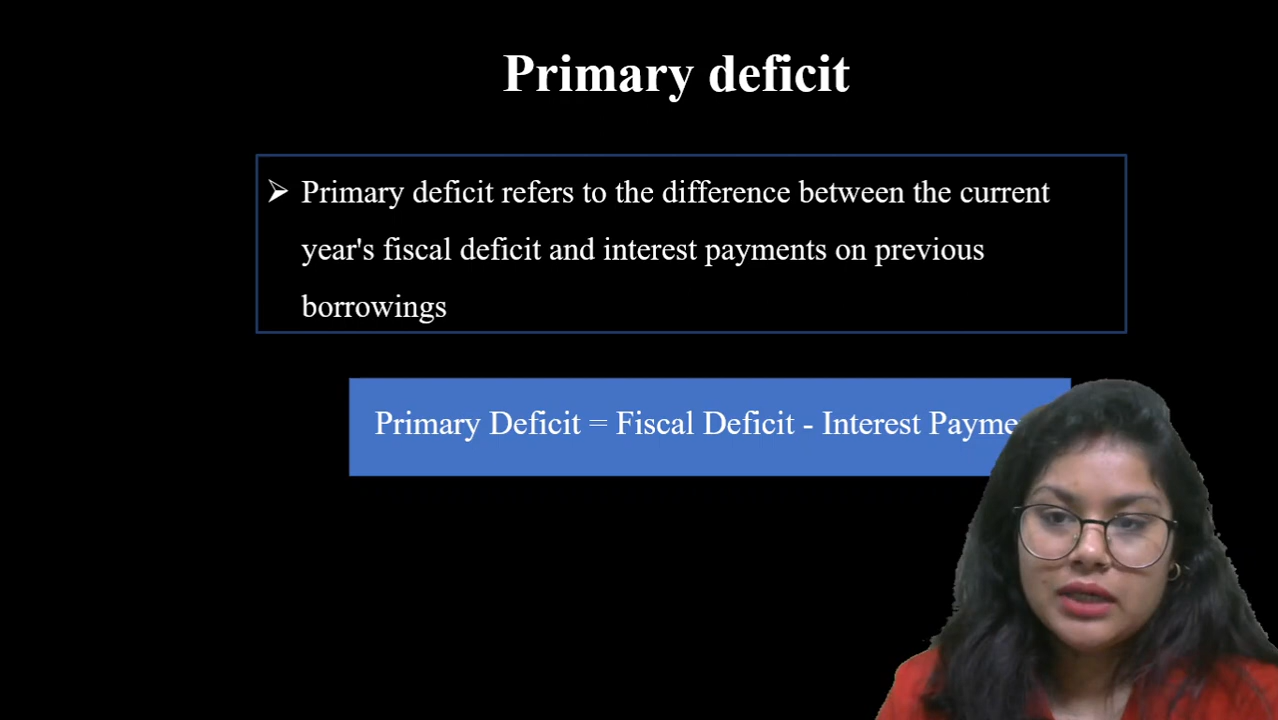 Primary deficit
➢ Primary deficit refers to the difference between the current
year's fiscal deficit and interest payments on previous
borrowings
Primary Deficit = Fiscal Deficit - Interest